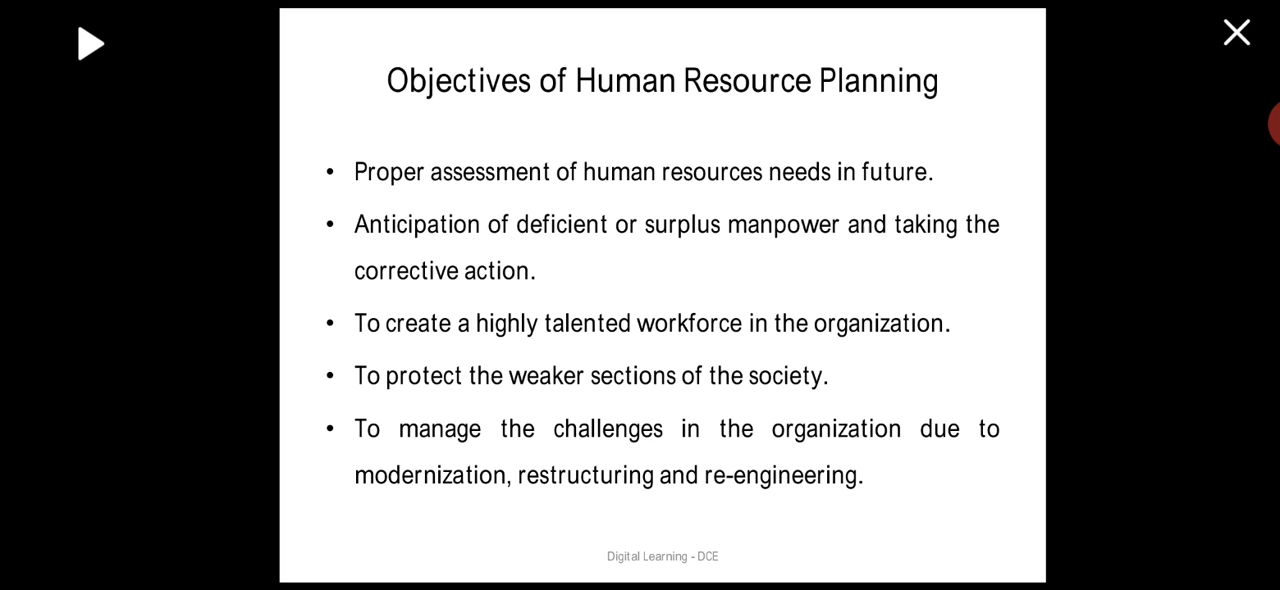 Objectives of Human Resource Planning
• Proper assessment of human resources needs in future.
• Anticipation of deficient or surplus manpower and taking the
corrective action.
• To create a highly talented workforce in the organization.
• To protect the weaker sections of the society.
• To manage the challenges in the organization due to
modernization, restructuring and re-engineering.
Digital Learning - DCE